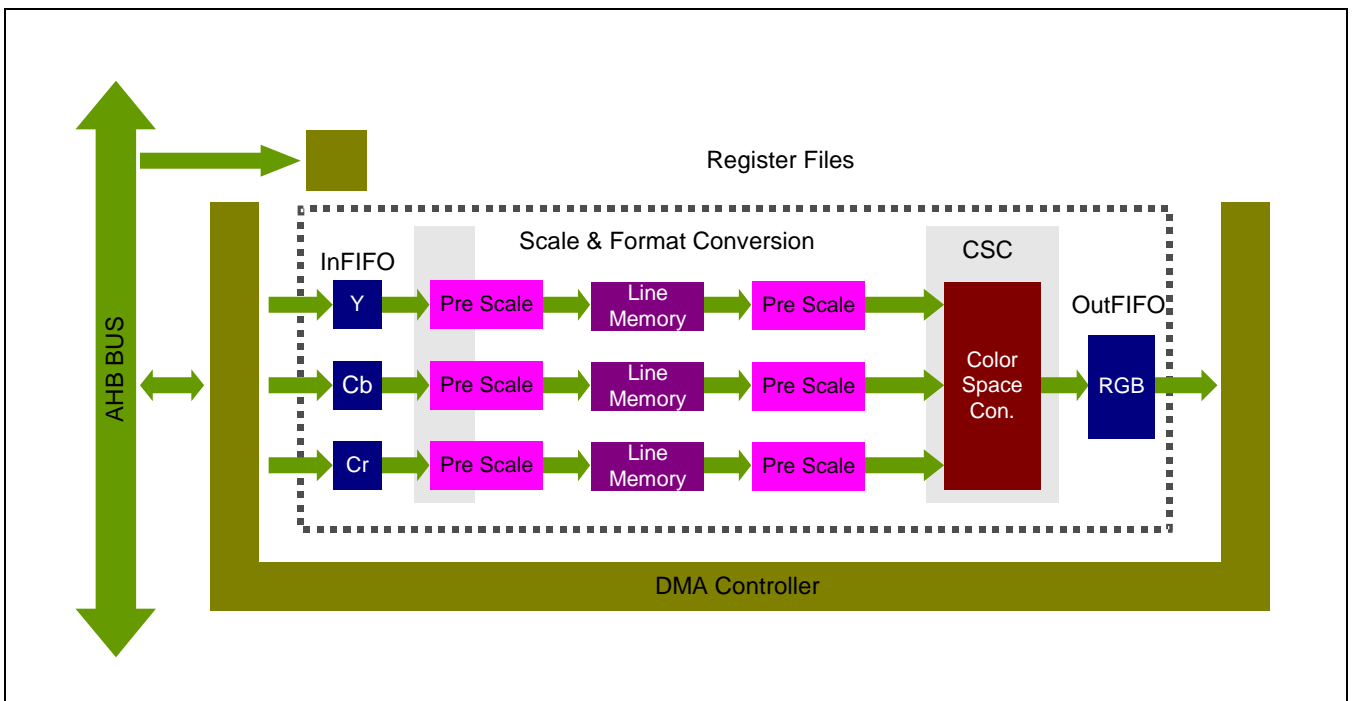 Register Files
Scale & Format Conversion
CSC
InFIFO
OutFIFO
AHB BUS
Y
Pre Scale
Line
Memory
Pre Scale
Cb
Pre Scale
Line
Memory
Pre Scale
Cr
Pre Scale
Line
Memory
Pre Scale
Color
Space
Con.
RGB
DMA Controller